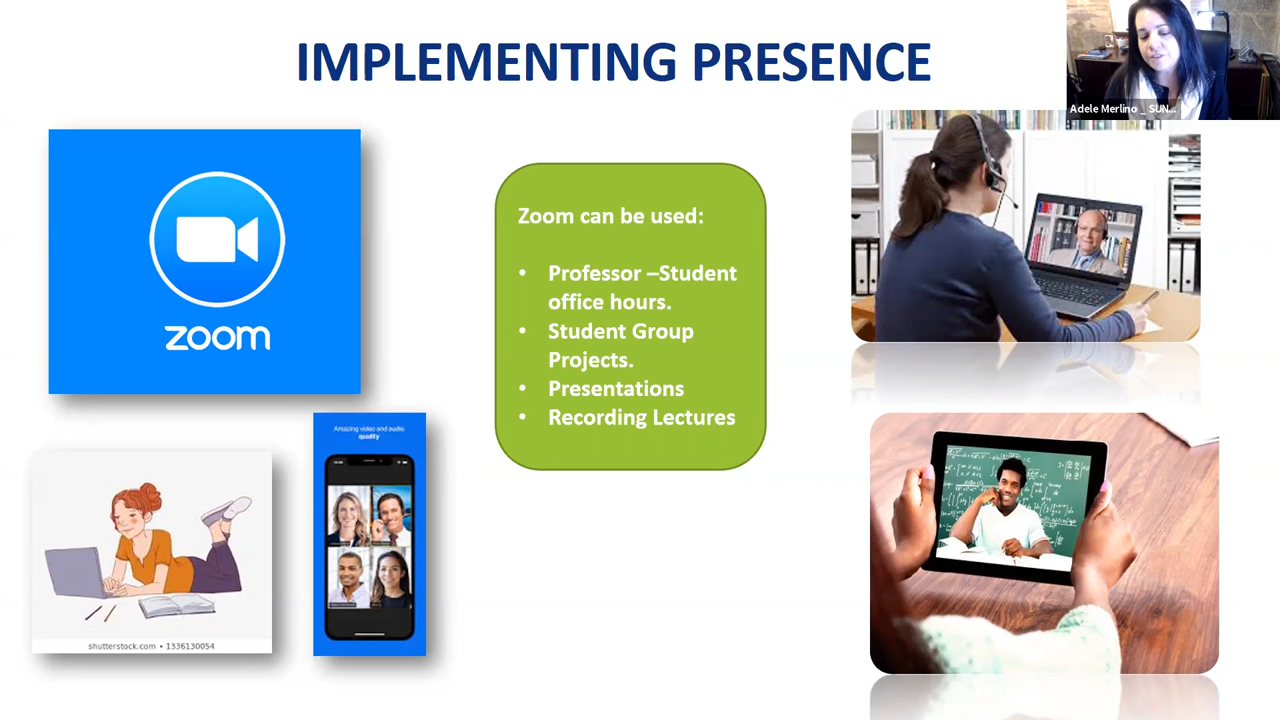 IMPLEMENTING PRESENCE
Adele Merlino _ SUN...
zoom
Zoom can be used:
• Professor –Student
office hours.
• Student Group
Projects.
• Presentations
• Recording Lectures
Amazing video and audio
quality
shutterstock.com • 1336130054